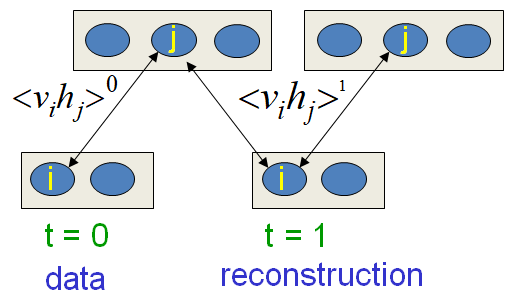 j j
<v_i h_j>^0 <v_i h_j>^1
i i
t = 0 t = 1
data reconstruction